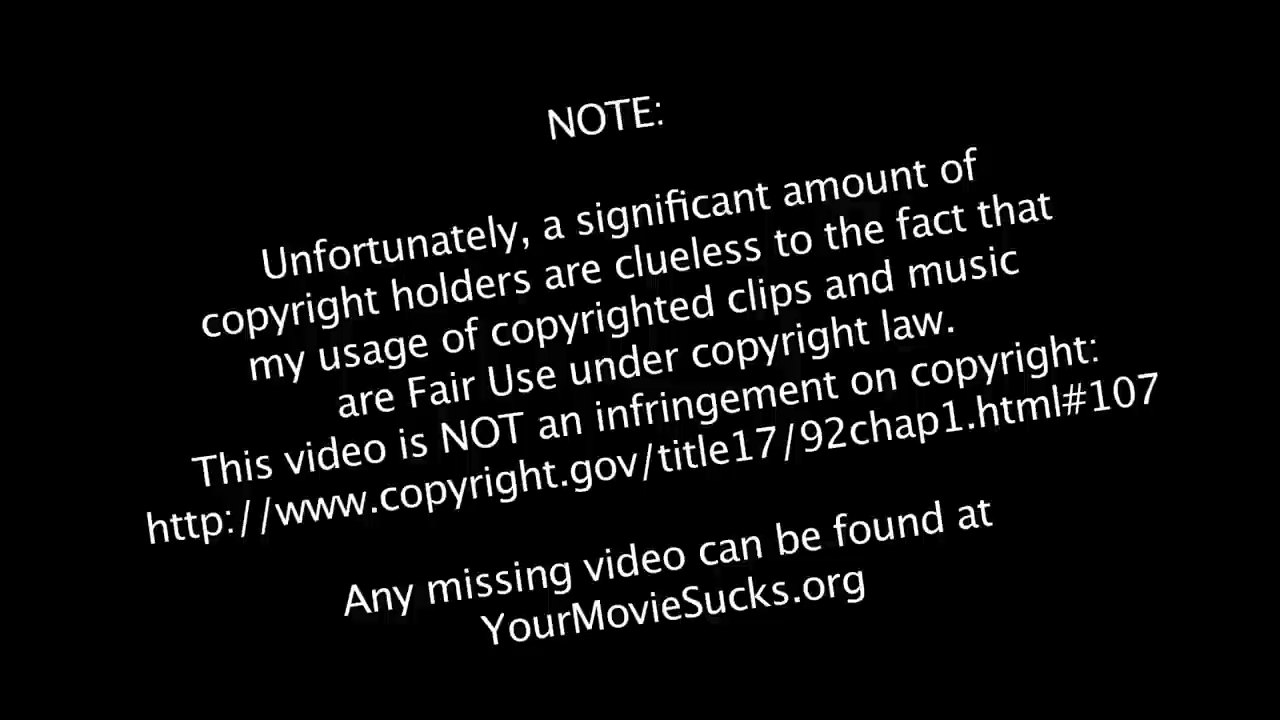 NOTE:
Unfortunately, a significant amount of
copyright holders are clueless to the fact that
my usage of copyrighted clips and music
are Fair Use under copyright law.
This video is NOT an infringement on copyright:
http://www.copyright.gov/title17/92chap1.html#107
Any missing video can be found at
YourMovieSucks.org